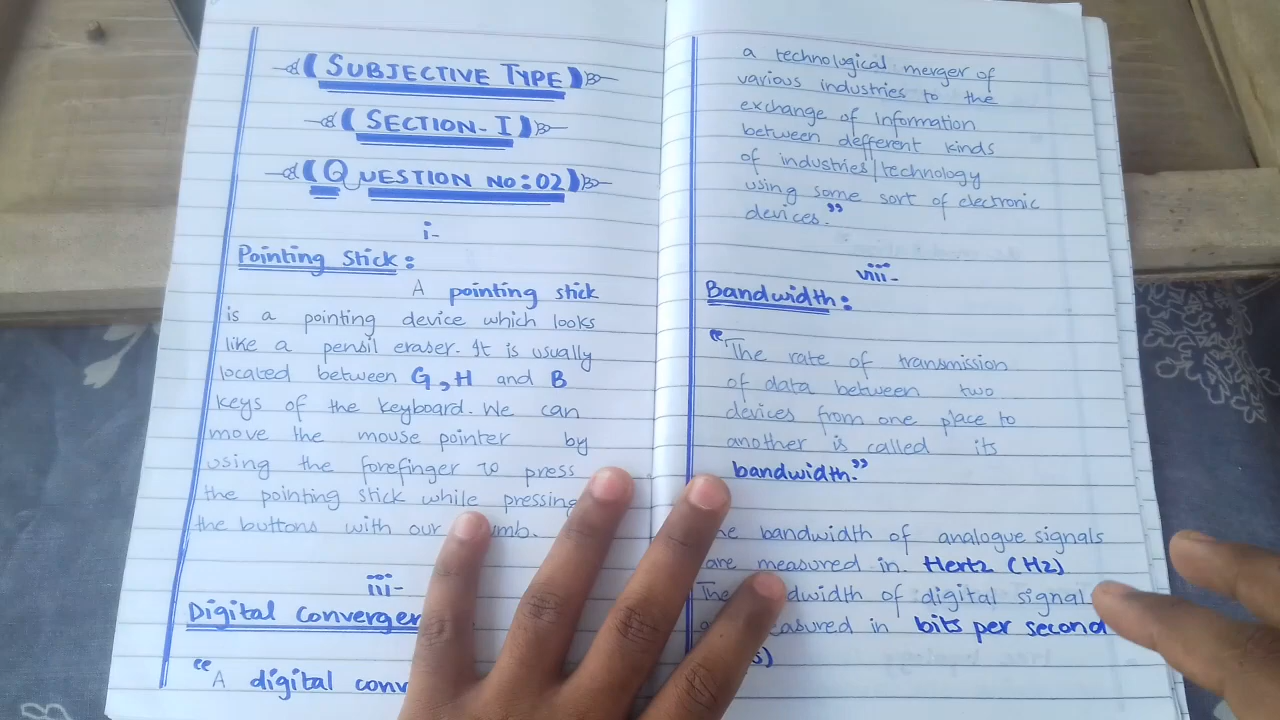 (SUBJECTIVE TYPE)
(SECTION-I)
(QUESTION NO:02)
i-
Pointing Stick:
A pointing stick
is a pointing device which looks
like a pensil eraser. It is usually
located between G,H and B
keys of the keyboard. We can
move the mouse pointer by
using the forefinger to press
the pointing stick while pressing
the buttons with our
iii-
Digital
"A digital
a technological merger of
various industries to the
exchange of information
between defferent kinds
of industries/technology
using some sort of electronic
devices."
viii-
Bandwidth:
"The rate of transmission
of data between two
devices from one place to
another is called its
bandwidth."
bandwidth of analogue signals
are measured in Hertz (Hz)
The of digital signal
in bits per second